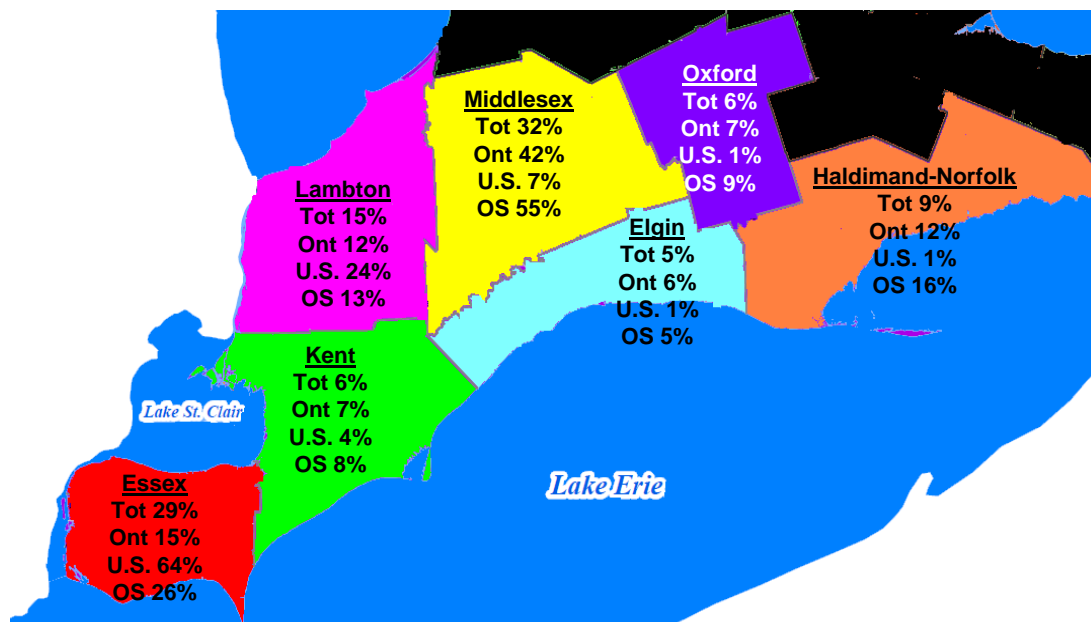 Oxford
Tot 6%
Ont 7%
U.S. 1%
OS 9%
Middlesex
Tot 32%
Ont 42%
U.S. 7%
OS 55%
Haldimand-Norfolk
Tot 9%
Ont 12%
U.S. 1%
OS 16%
Lambton
Tot 15%
Ont 12%
U.S. 24%
OS 13%
Elgin
Tot 5%
Ont 6%
U.S. 1%
OS 5%
Kent
Tot 6%
Ont 7%
U.S. 4%
OS 8%
Lake St. Clair
Essex
Tot 29%
Ont 15%
U.S. 64%
OS 26%
Lake Erie